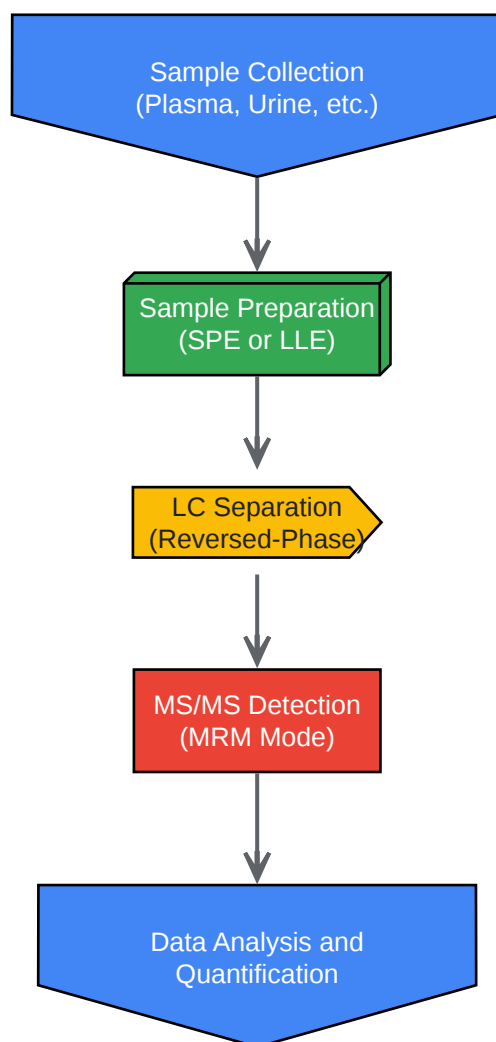 Sample Collection
(Plasma, Urine, etc.)
Sample Preparation
(SPE or LLE)
LC Separation
(Reversed-Phase)
MS/MS Detection
(MRM Mode)
Data Analysis and
Quantification